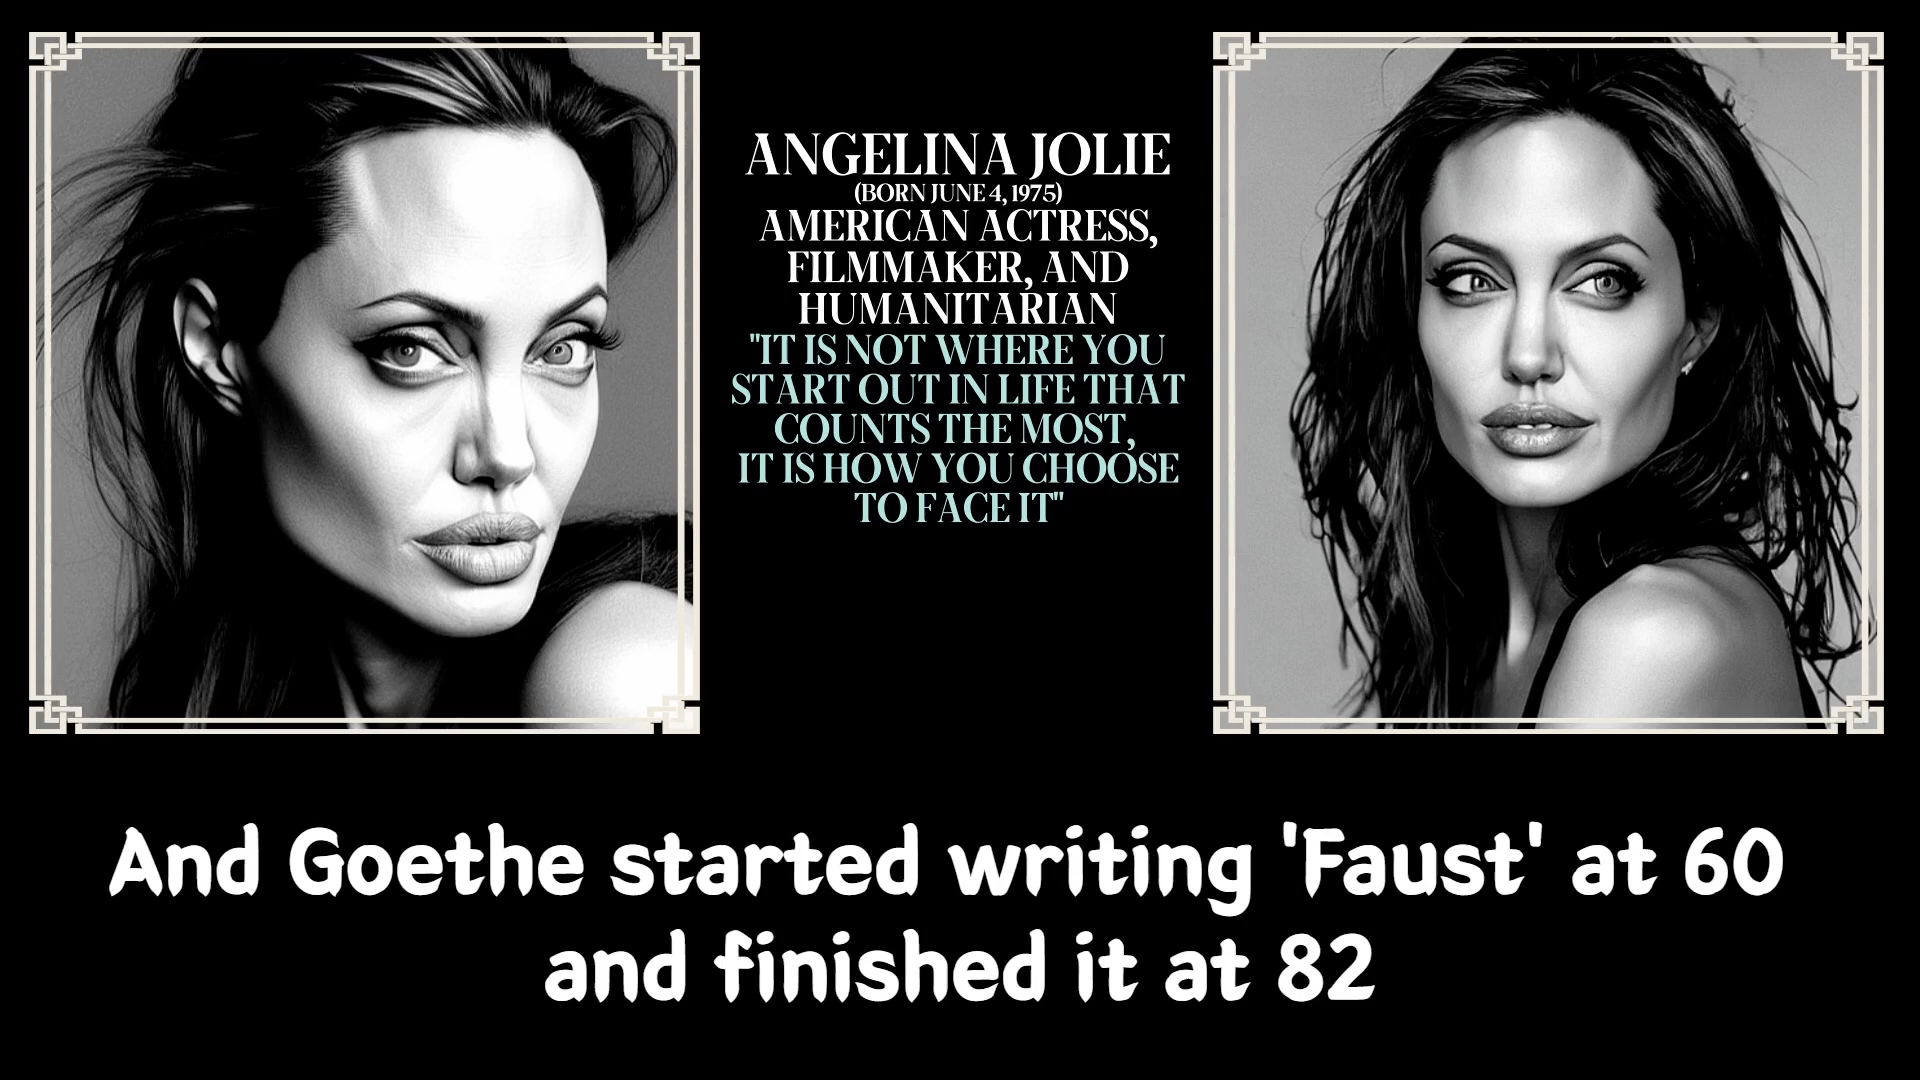 ANGELINA JOLIE
(BORN JUNE 4, 1975)
AMERICAN ACTRESS,
FILMMAKER, AND
HUMANITARIAN
"IT IS NOT WHERE YOU
START OUT IN LIFE THAT
COUNTS THE MOST,
IT IS HOW YOU CHOOSE
TO FACE IT"
And Goethe started writing 'Faust' at 60
and finished it at 82